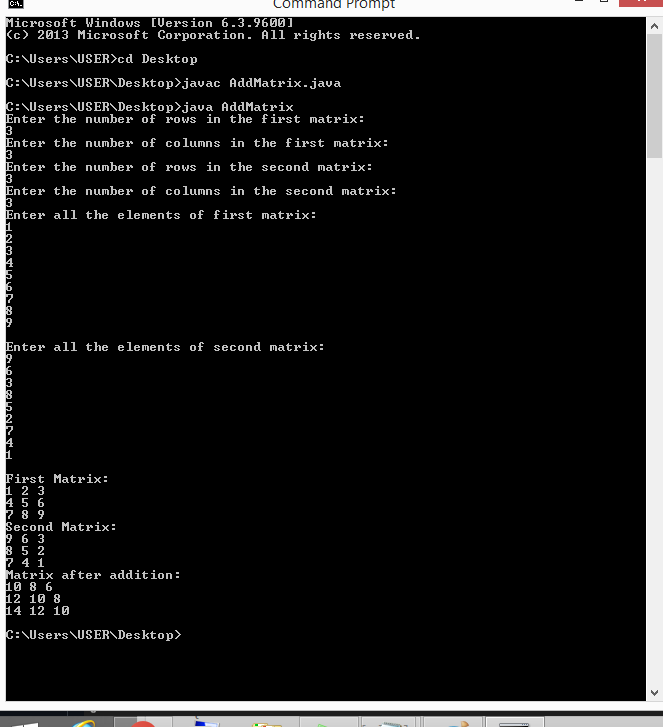 Command Prompt
Microsoft Windows [Version 6.3.9600]
(c) 2013 Microsoft Corporation. All rights reserved.
C:\Users\USER>cd Desktop
C:\Users\USER\Desktop>javac AddMatrix.java
C:\Users\USER\Desktop>java AddMatrix
Enter the number of rows in the first matrix:
3
Enter the number of columns in the first matrix:
3
Enter the number of rows in the second matrix:
3
Enter the number of columns in the second matrix:
3
Enter all the elements of first matrix:
1
2
3
4
5
6
7
8
9
Enter all the elements of second matrix:
9
6
3
8
5
2
7
4
1
First Matrix:
1 2 3
4 5 6
7 8 9
Second Matrix:
9 6 3
8 5 2
7 4 1
Matrix after addition:
10 8 6
12 10 8
14 12 10
C:\Users\USER\Desktop>